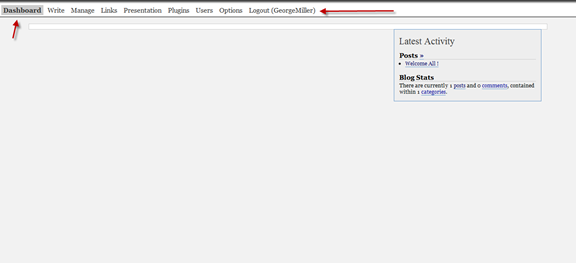 Dashboard Write Manage Links Presentation Plugins Users Options Logout (GeorgeMiller)
Latest Activity
Posts »
Welcome All !
Blog Stats
There are currently 1 posts and 0 comments, contained
within 1 categories.